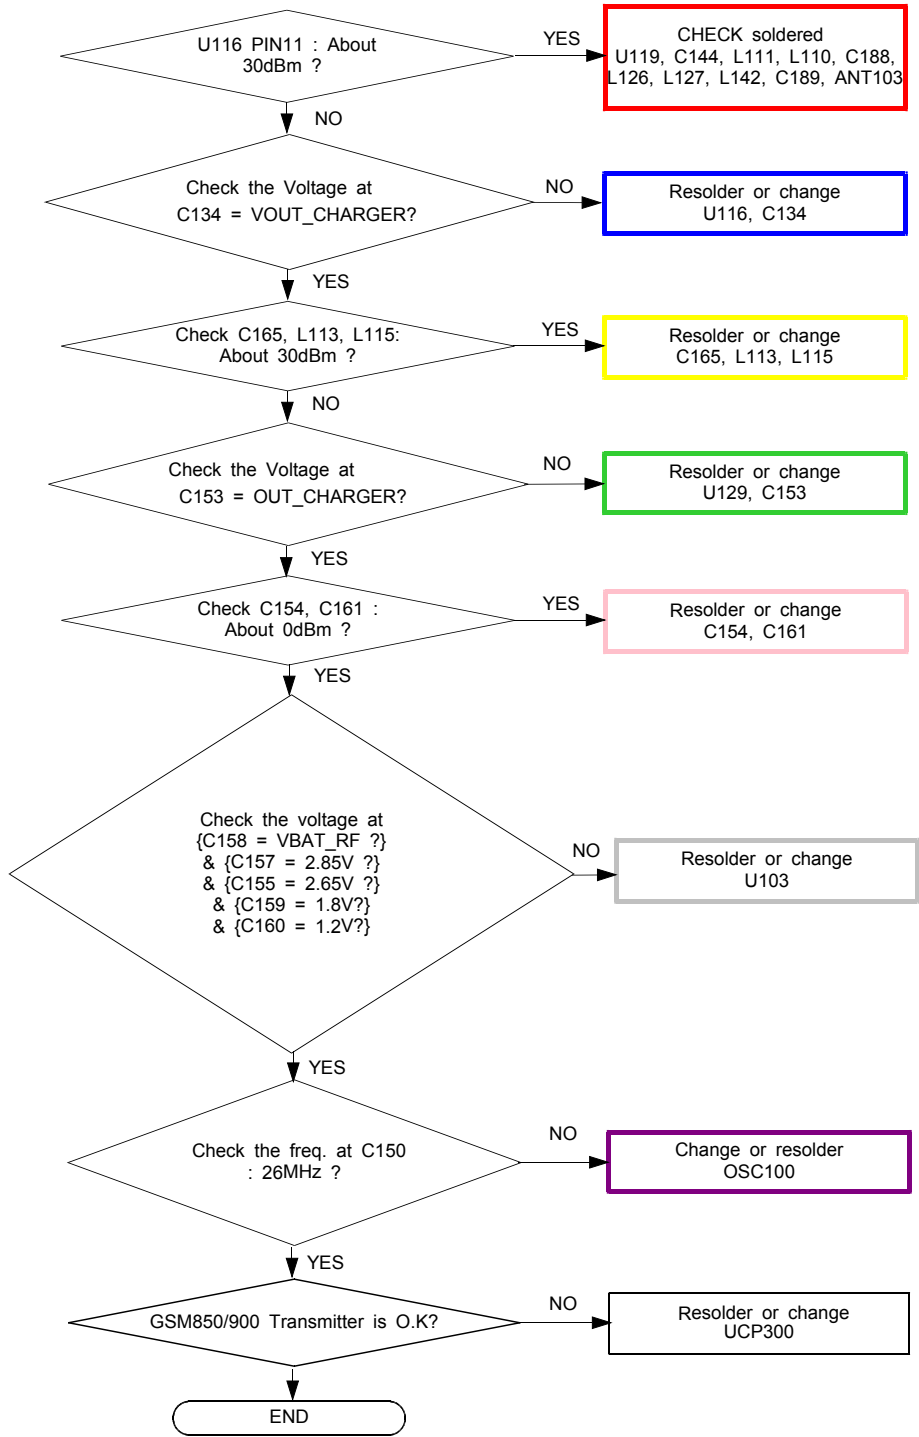 U116 PIN11 : About
30dBm ?
YES
CHECK soldered
U119, C144, L111, L110, C188,
L126, L127, L142, C189, ANT103
NO
Check the Voltage at
C134 = VOUT_CHARGER?
NO
Resolder or change
U116, C134
YES
Check C165, L113, L115:
About 30dBm ?
YES
Resolder or change
C165, L113, L115
NO
Check the Voltage at
C153 = OUT_CHARGER?
NO
Resolder or change
U129, C153
YES
Check C154, C161 :
About 0dBm ?
YES
Resolder or change
C154, C161
YES
Check the voltage at
{C158 = VBAT_RF ?}
& {C157 = 2.85V ?}
& {C155 = 2.65V ?}
& {C159 = 1.8V?}
& {C160 = 1.2V?}
NO
Resolder or change
U103
YES
Check the freq. at C150
: 26MHz ?
NO
Change or resolder
OSC100
YES
GSM850/900 Transmitter is O.K?
NO
Resolder or change
UCP300
END